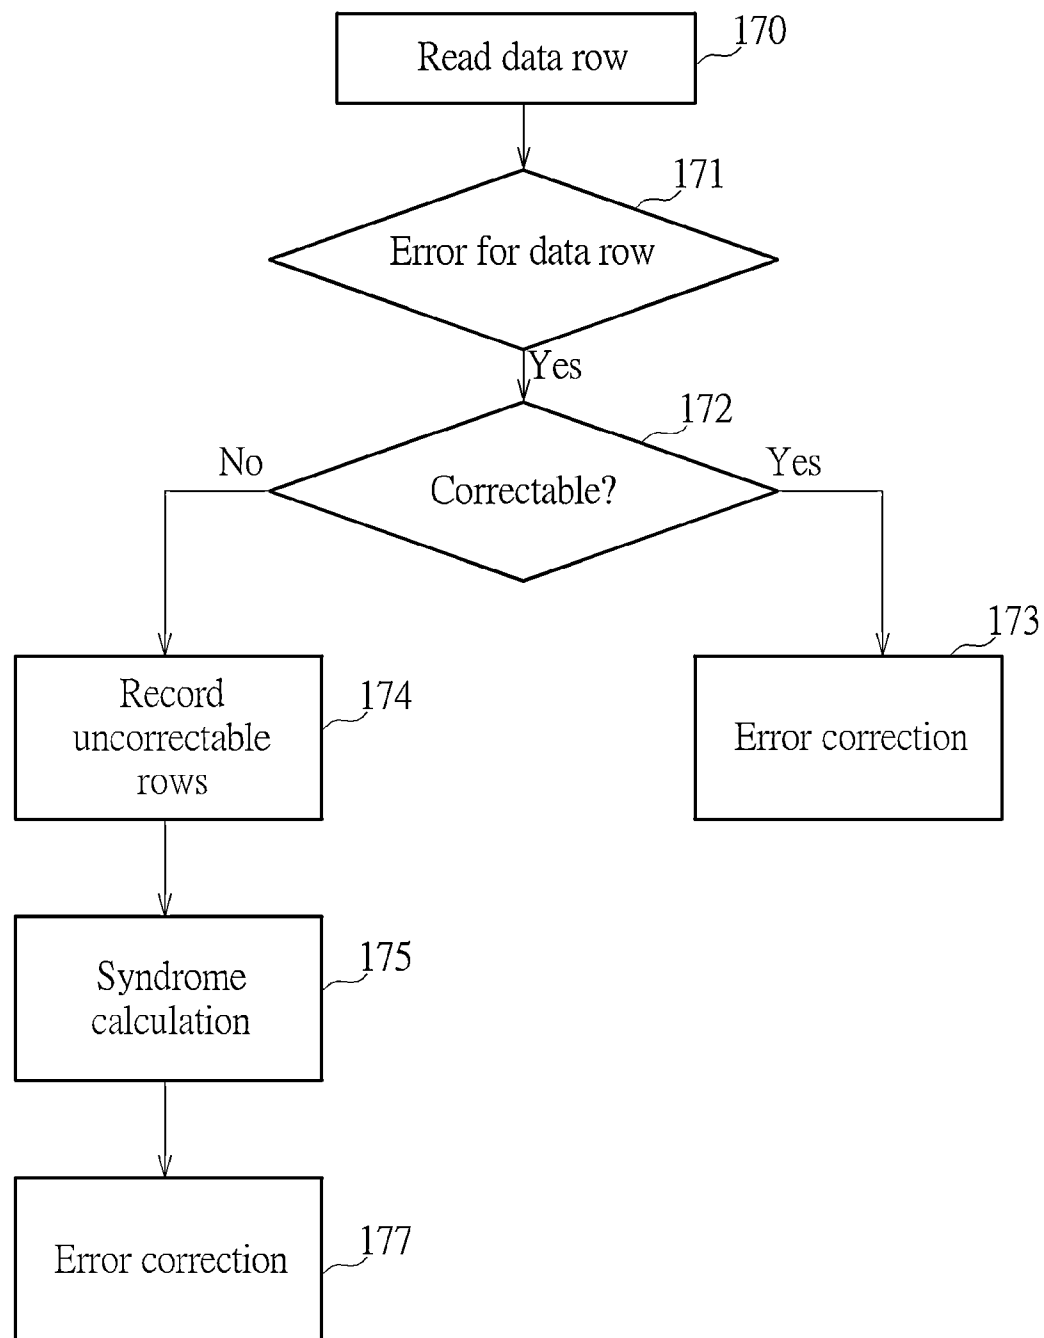 170
Read data row
171
Error for data row
Yes
172
No
Yes
Correctable?
173
174
Record
uncorrectable
rows
Error correction
175
Syndrome
calculation
177
Error correction